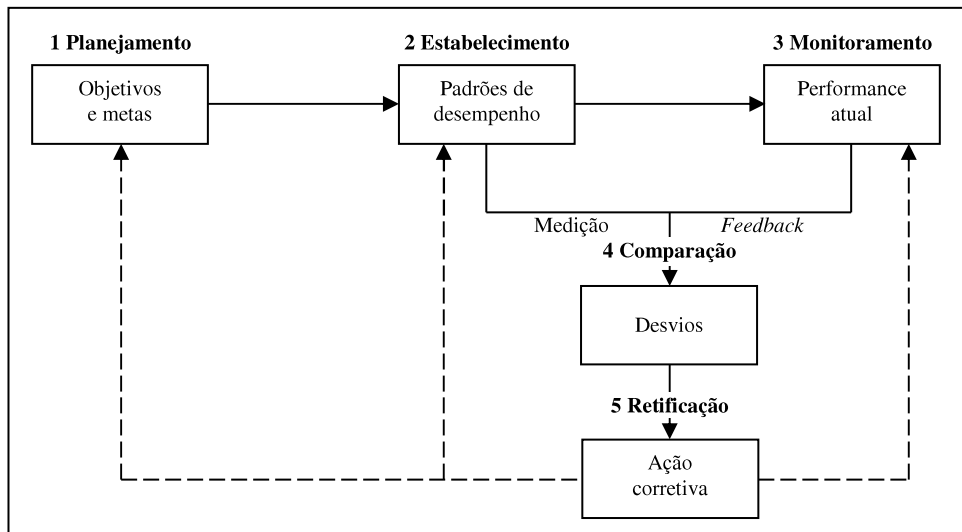 1 Planejamento
2 Estabelecimento
3 Monitoramento
Objetivos
e metas
Padrões de
desempenho
Performance
atual
Medição
Feedback
4 Comparação
Desvios
5 Retificação
Ação
corretiva